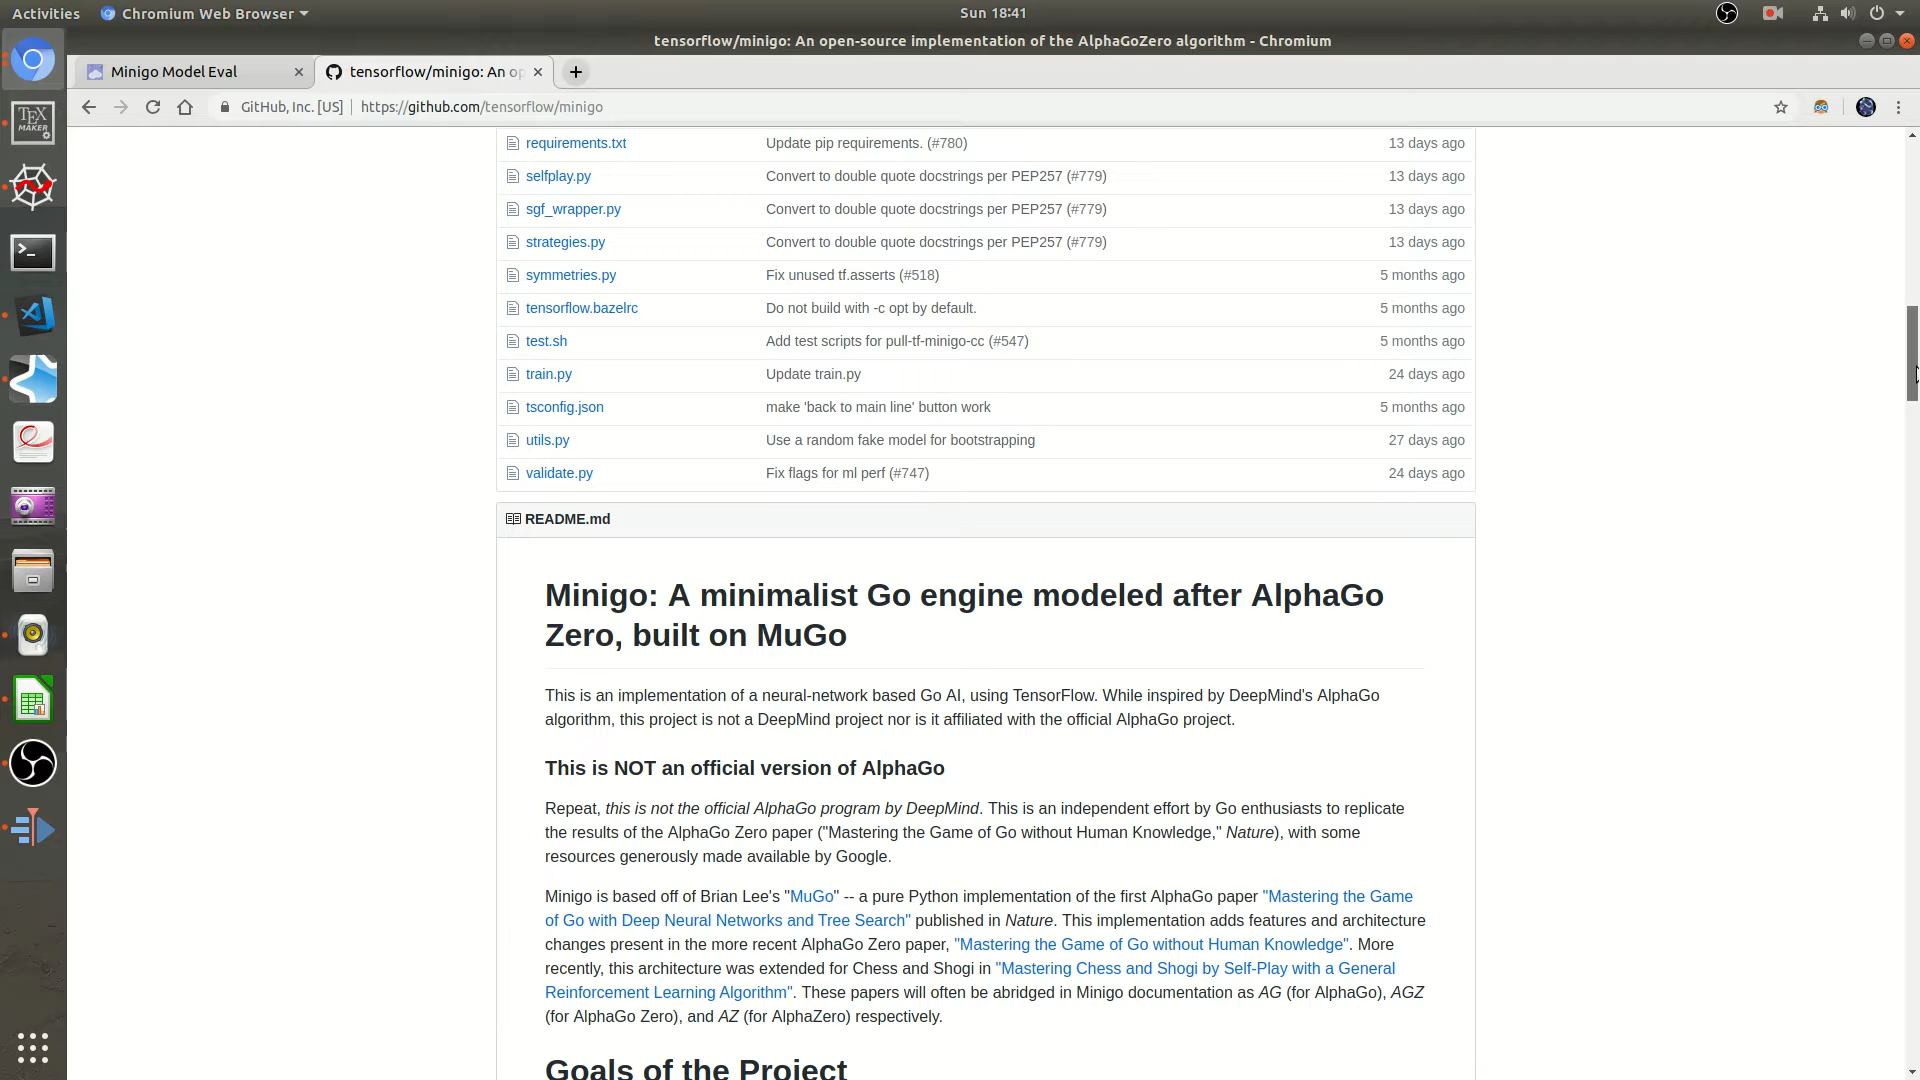 Activities Chromium Web Browser Sun 18:41
tensorflow/minigo: An open-source implementation of the AlphaGoZero algorithm - Chromium
Minigo Model Eval tensorflow/minigo: An op
GitHub, Inc. [US] https://github.com/tensorflow/minigo
requirements.txt Update pip requirements. (#780) 13 days ago
selfplay.py Convert to double quote docstrings per PEP257 (#779) 13 days ago
sgf_wrapper.py Convert to double quote docstrings per PEP257 (#779) 13 days ago
strategies.py Convert to double quote docstrings per PEP257 (#779) 13 days ago
symmetries.py Fix unused tf.asserts (#518) 5 months ago
tensorflow.bazelrc Do not build with -c opt by default. 5 months ago
test.sh Add test scripts for pull-tf-minigo-cc (#547) 5 months ago
train.py Update train.py 24 days ago
tsconfig.json make 'back to main line' button work 5 months ago
utils.py Use a random fake model for bootstrapping 27 days ago
validate.py Fix flags for ml perf (#747) 24 days ago
README.md
Minigo: A minimalist Go engine modeled after AlphaGo
Zero, built on MuGo
This is an implementation of a neural-network based Go AI, using TensorFlow. While inspired by DeepMind's AlphaGo
algorithm, this project is not a DeepMind project nor is it affiliated with the official AlphaGo project.
This is NOT an official version of AlphaGo
Repeat, this is not the official AlphaGo program by DeepMind. This is an independent effort by Go enthusiasts to replicate
the results of the AlphaGo Zero paper ("Mastering the Game of Go without Human Knowledge," Nature), with some
resources generously made available by Google.
Minigo is based off of Brian Lee's "MuGo" -- a pure Python implementation of the first AlphaGo paper "Mastering the Game
of Go with Deep Neural Networks and Tree Search" published in Nature. This implementation adds features and architecture
changes present in the more recent AlphaGo Zero paper, "Mastering the Game of Go without Human Knowledge". More
recently, this architecture was extended for Chess and Shogi in "Mastering Chess and Shogi by Self-Play with a General
Reinforcement Learning Algorithm". These papers will often be abridged in Minigo documentation as AG (for AlphaGo), AGZ
(for AlphaGo Zero), and AZ (for AlphaZero) respectively.
Goals of the Project
TEX
MAKER